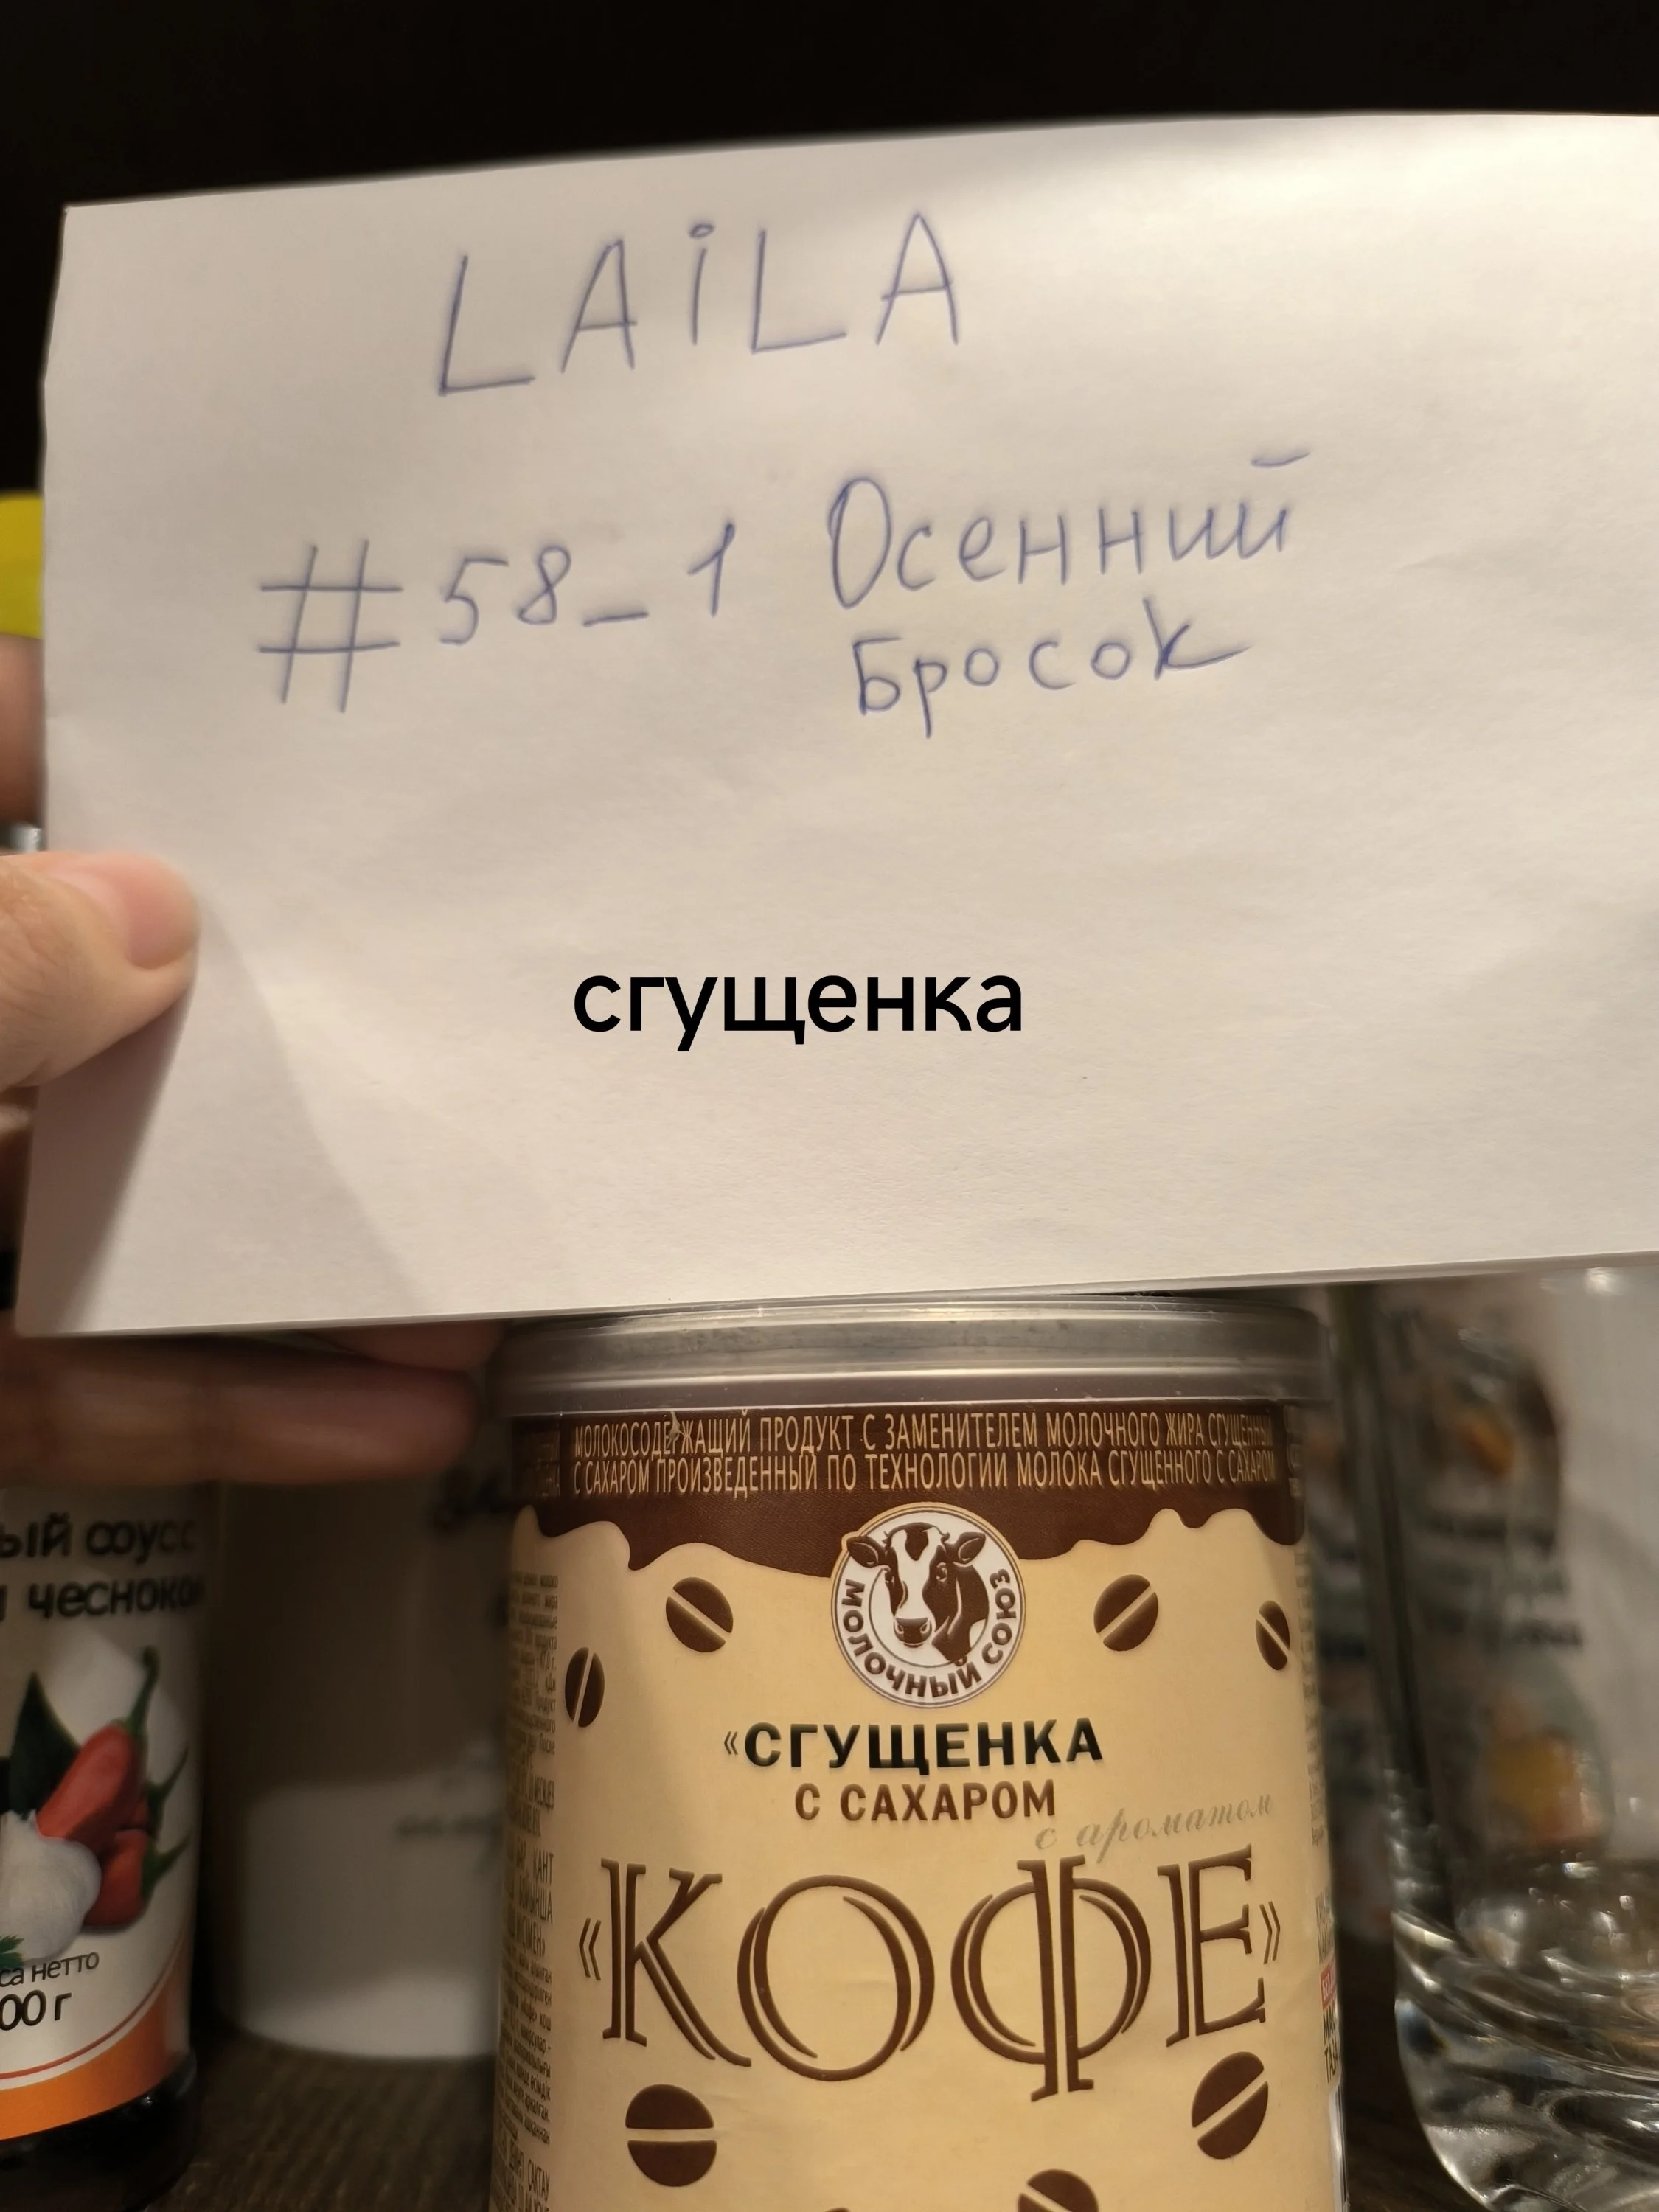 LAiLA
#58_1 Осенний
Бросок
сгущенка
МОЛОКОСОДЕРЖАЩИЙ ПРОДУКТ С ЗАМЕНИТЕЛЕМ МОЛОЧНОГО ЖИРА СГУЩЕННЫЙ
С САХАРОМ ПРОИЗВЕДЕННЫЙ ПО ТЕХНОЛОГИИ МОЛОКА СГУЩЕННОГО С САХАРОМ
МОЛОЧНЫЙ СОЮЗ
«СГУЩЕНКА
С САХАРОМ
с ароматом
«КОФЕ»
ый соус
чесноко
са нетто
00 г